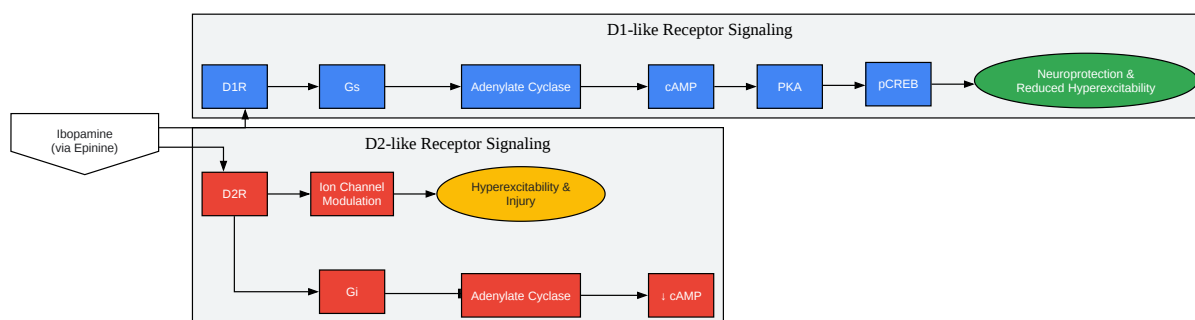 D1-like Receptor Signaling
D1R
Gs
Adenylate Cyclase
cAMP
PKA
pCREB
Neuroprotection &
Reduced Hyperexcitability
Ibopamine
(via Epinine)
D2-like Receptor Signaling
D2R
Ion Channel
Modulation
Hyperexcitability &
Injury
Gi
Adenylate Cyclase
↓ cAMP